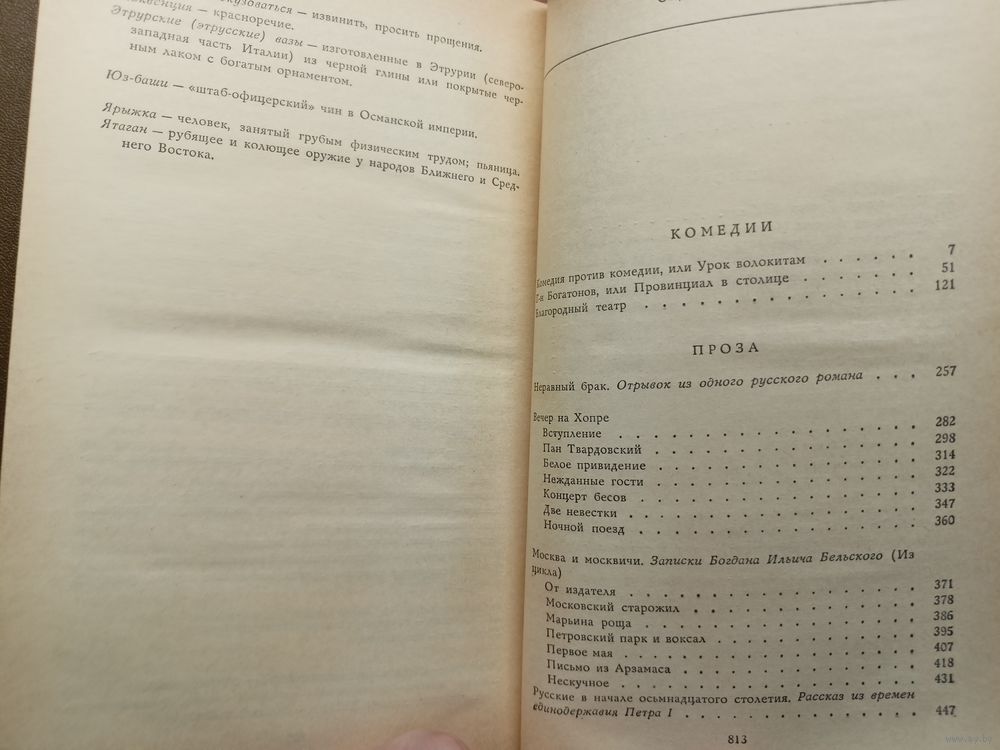 извинить, просить прощения.
— красноречие.
Этрурские (этрусские) вазы — изготовленные в Этрурии (северо-
западная часть Италии) из черной глины или покрытые чер-
ным лаком с богатым орнаментом.
Юз-баши — «штаб-офицерский» чин в Османской империи.
Ярыжка — человек, занятый грубым физическим трудом; пьяница.
Ятаган — рубящее и колющее оружие у народов Ближнего и Сред-
него Востока.
КОМЕДИИ
Комедия против комедии, или Урок волокитам . . . . . . 7
Г-н Богатонов, или Провинциал в столице . . . . . . . 51
Благородный театр . . . . . . . . . . . . . 121
ПРОЗА
Неравный брак. Отрывок из одного русского романа . . . 257
Вечер на Хопре
Вступление . . . . . . . . . . . . . . 282
Пан Твардовский . . . . . . . . . . . . 298
Белое привидение . . . . . . . . . . . . 314
Нежданные гости . . . . . . . . . . . . 322
Концерт бесов . . . . . . . . . . . . . 333
Две невестки . . . . . . . . . . . . . 347
Ночной поезд . . . . . . . . . . . . . 360
Москва и москвичи. Записки Богдана Ильича Бельского (Из
цикла)
От издателя . . . . . . . . . . . . . . 371
Московский старожил . . . . . . . . . . . 378
Марьина роща . . . . . . . . . . . . . 386
Петровский парк и воксал . . . . . . . . . . 395
Первое мая . . . . . . . . . . . . . . 407
Письмо из Арзамаса . . . . . . . . . . . . 418
Нескучное . . . . . . . . . . . . . . 431
Русские в начале осьмнадцатого столетия. Рассказ из времен
единодержавия Петра I . . . . . . . . . . . 447
813